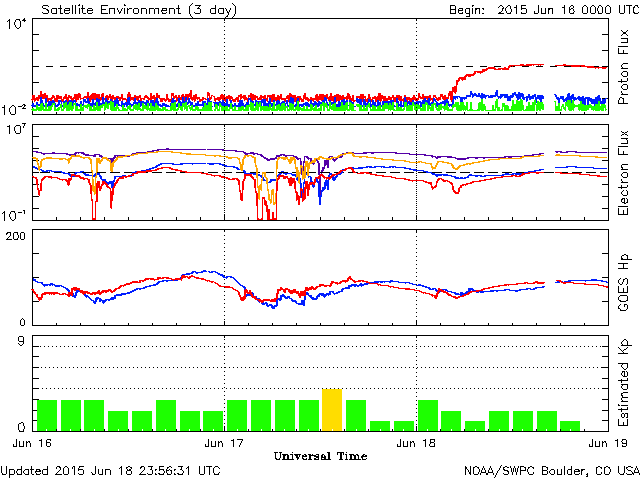 Satellite Environment (3 day) Begin: 2015 Jun 16 0000 UTC
10^4
10^-2
Proton Flux
10^7
10^-1
Electron Flux
200
0
GOES Hp
9
0
Estimated Kp
Jun 16 Jun 17 Jun 18 Jun 19
Universal Time
Updated 2015 Jun 18 23:56:31 UTC NOAA/SWPC Boulder, CO USA